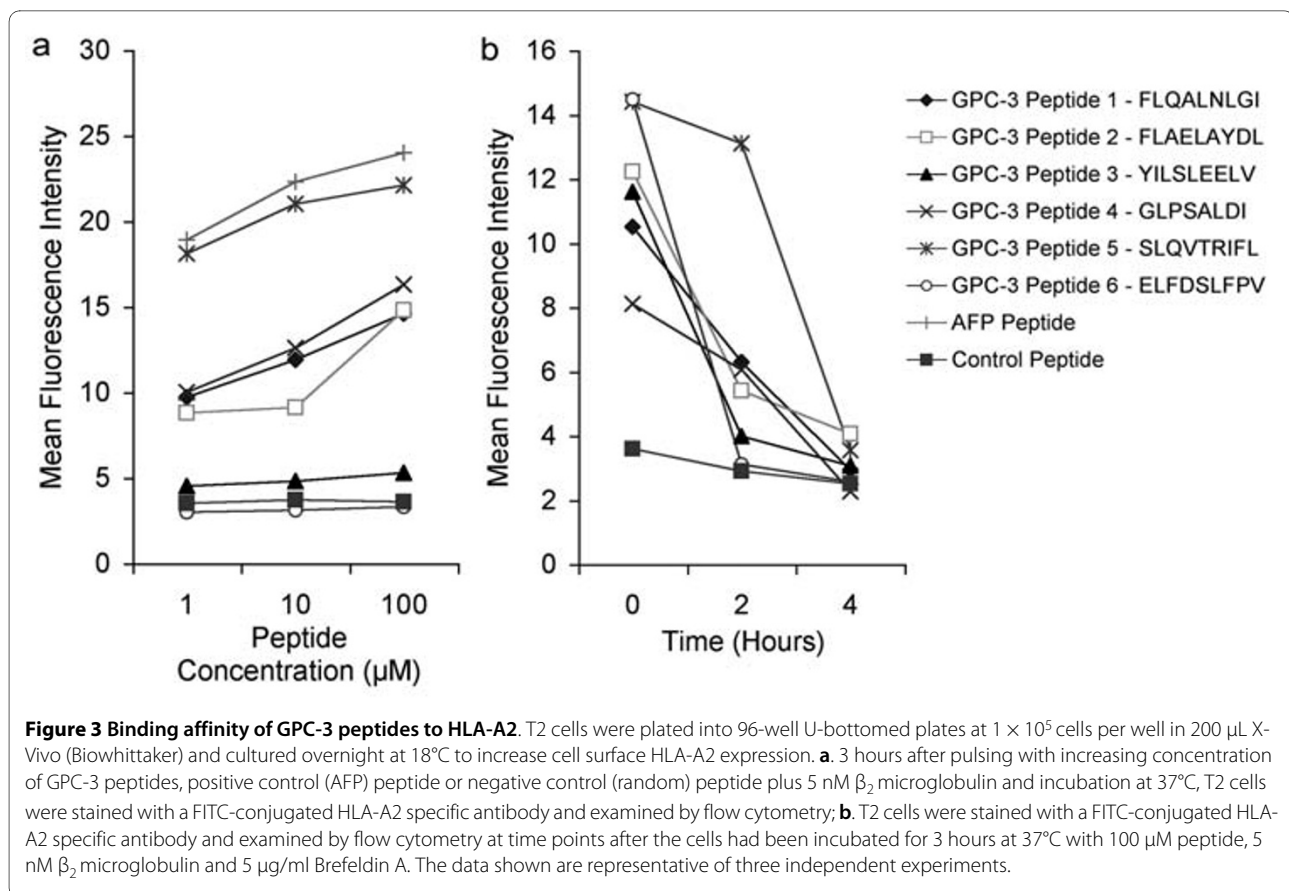 a
30
25
20
15
10
5
0
Mean Fluorescence Intensity
1 10 100
Peptide
Concentration (µM)
b
16
14
12
10
8
6
4
2
0
Mean Fluorescence Intensity
0 2 4
Time (Hours)
GPC-3 Peptide 1 - FLQALNLGI
GPC-3 Peptide 2 - FLAELAYDL
GPC-3 Peptide 3 - YILSLEELV
GPC-3 Peptide 4 - GLPSALDI
GPC-3 Peptide 5 - SLQVTRIFL
GPC-3 Peptide 6 - ELFDSLFPV
AFP Peptide
Control Peptide
Figure 3 Binding affinity of GPC-3 peptides to HLA-A2. T2 cells were plated into 96-well U-bottomed plates at 1 × 10⁵ cells per well in 200 µL X-
Vivo (Biowhittaker) and cultured overnight at 18°C to increase cell surface HLA-A2 expression. a. 3 hours after pulsing with increasing concentration
of GPC-3 peptides, positive control (AFP) peptide or negative control (random) peptide plus 5 nM β₂ microglobulin and incubation at 37°C, T2 cells
were stained with a FITC-conjugated HLA-A2 specific antibody and examined by flow cytometry; b. T2 cells were stained with a FITC-conjugated HLA-
A2 specific antibody and examined by flow cytometry at time points after the cells had been incubated for 3 hours at 37°C with 100 µM peptide, 5
nM β₂ microglobulin and 5 µg/ml Brefeldin A. The data shown are representative of three independent experiments.